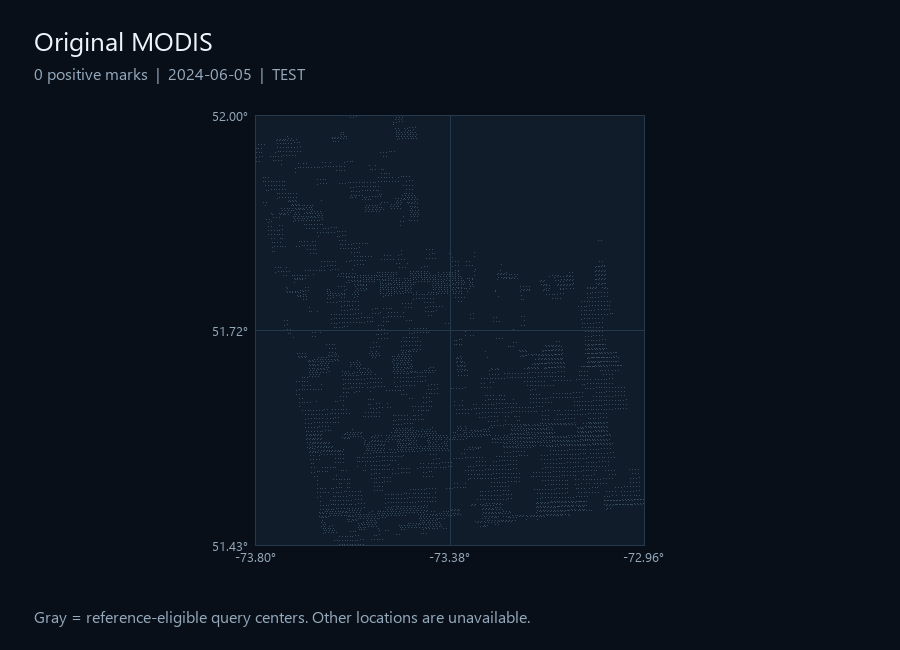 Original MODIS
0 positive marks | 2024-06-05 | TEST
52.00°
51.72°
51.43°
-73.80°
-73.38°
-72.96°
Gray = reference-eligible query centers. Other locations are unavailable.